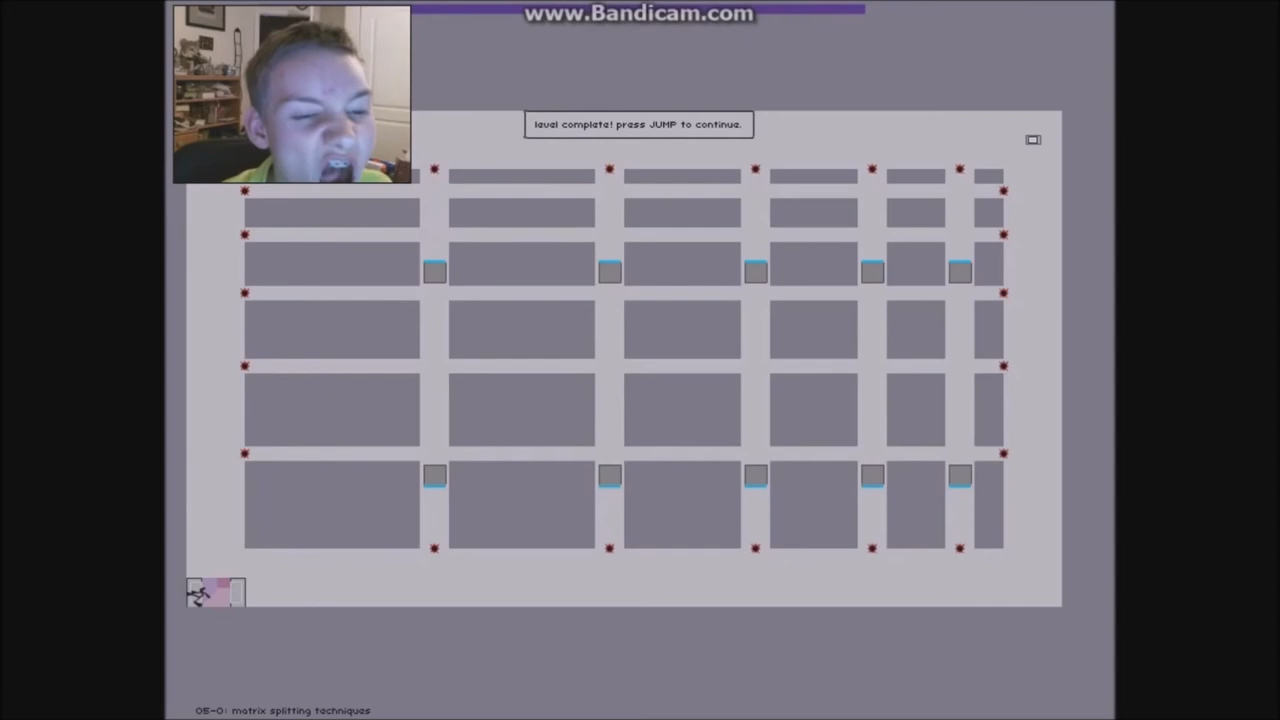 www.Bandicam.com
level complete! press JUMP to continue.
05-0: matrix splitting techniques